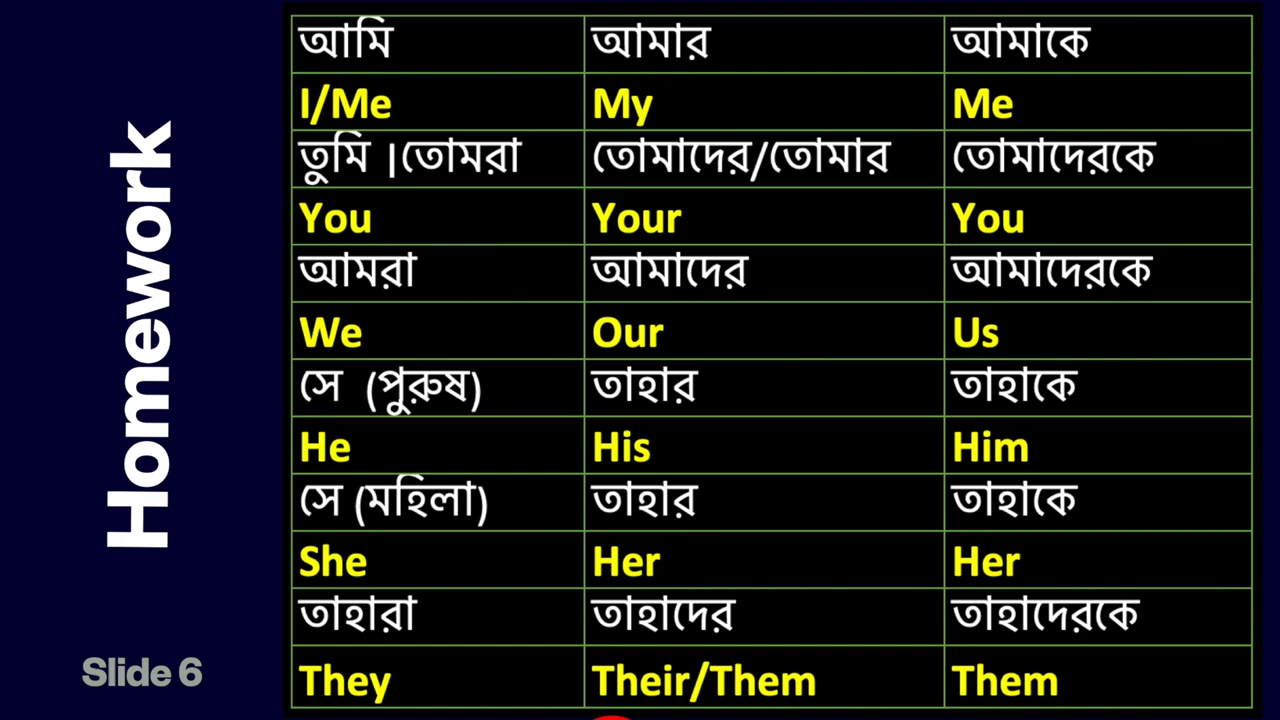 Homework
Slide 6
আমি আমার আমাকে
I/Me My Me
তুমি ।তোমরা তোমাদের/তোমার তোমাদেরকে
You Your You
আমরা আমাদের আমাদেরকে
We Our Us
সে (পুরুষ) তাহার তাহাকে
He His Him
সে (মহিলা) তাহার তাহাকে
She Her Her
তাহারা তাহাদের তাহাদেরকে
They Their/Them Them